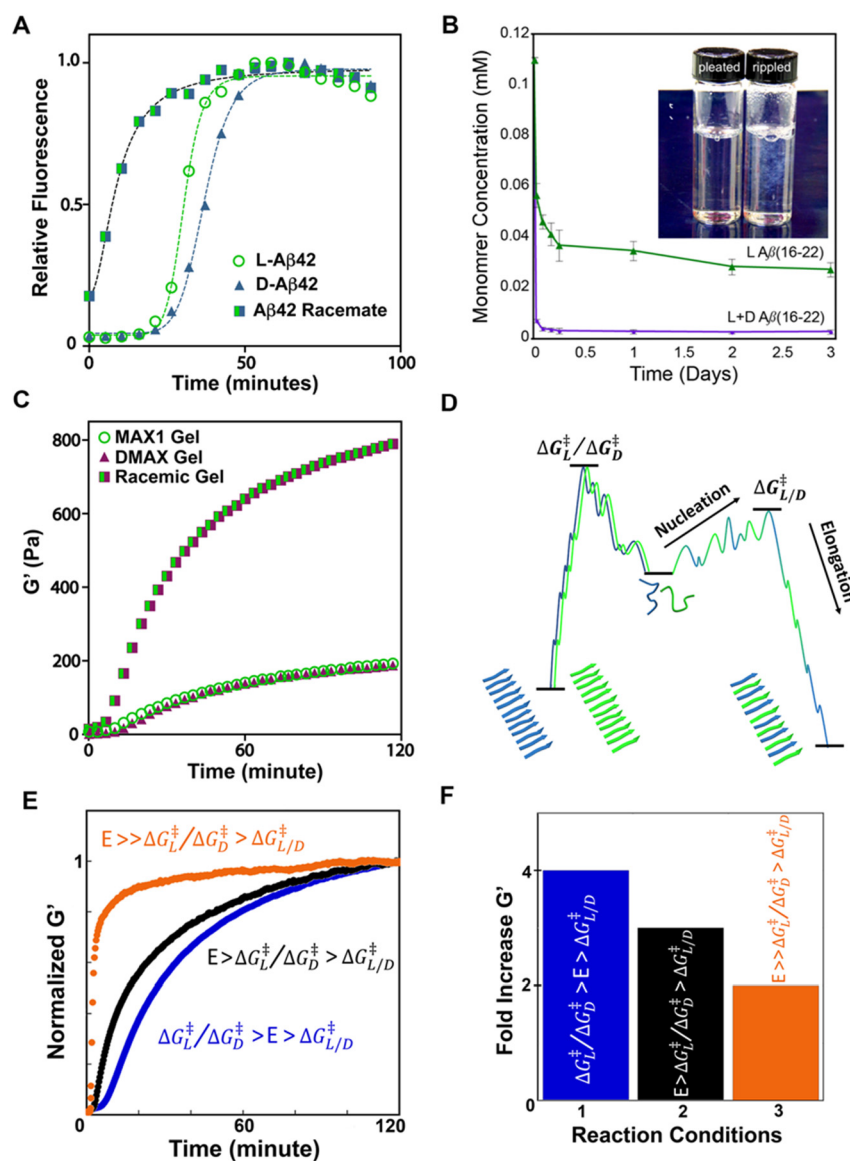 A
Relative Fluorescence
1.0
0.5
0
0 50 100
Time (minutes)
L-Aβ42
D-Aβ42
Aβ42 Racemate
B
Monomrer Concentration (mM)
0.12
0.1
0.08
0.06
0.04
0.02
0
0 0.5 1 1.5 2 2.5 3
Time (Days)
pleated
rippled
L Aβ(16-22)
L+D Aβ(16-22)
C
G’ (Pa)
800
600
400
200
0
0 60 120
Time (minute)
MAX1 Gel
DMAX Gel
Racemic Gel
D
ΔG‡L/ΔG‡D
ΔG‡L/D
Nucleation
Elongation
E
Normalized G’
1
0 60 120
Time (minute)
E>>ΔG‡L/ΔG‡D>ΔG‡L/D
E>ΔG‡L/ΔG‡D>ΔG‡L/D
ΔG‡L/ΔG‡D>E>ΔG‡L/D
F
Fold Increase G’
4
2
0
ΔG‡L/ΔG‡D>E>ΔG‡L/D
E>ΔG‡L/ΔG‡D>ΔG‡L/D
E>>ΔG‡L/ΔG‡D>ΔG‡L/D
1 2 3
Reaction Conditions